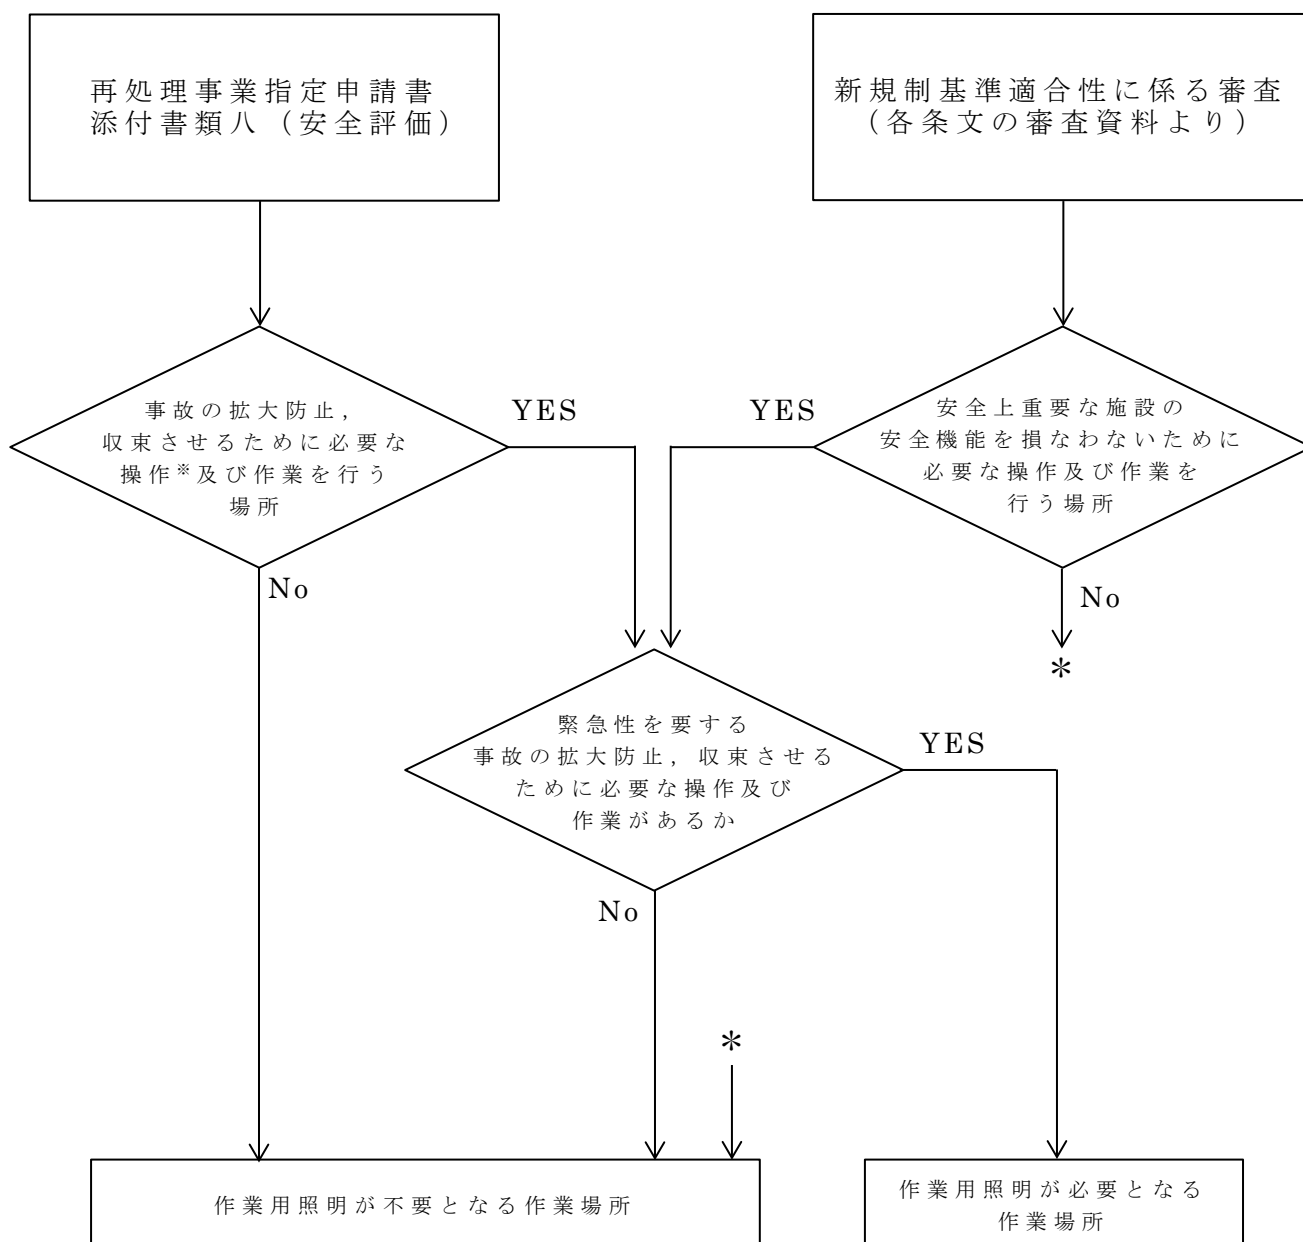 再処理事業指定申請書
添付書類八（安全評価）
新規制基準適合性に係る審査
（各条文の審査資料より）
事故の拡大防止，
収束させるために必要な
操作※及び作業を行う
場所
YES
No
YES
安全上重要な施設の
安全機能を損なわないために
必要な操作及び作業を
行う場所
No
＊
緊急性を要する
事故の拡大防止，収束させる
ために必要な操作及び
作業があるか
YES
No
＊
作業用照明が不要となる作業場所
作業用照明が必要となる
作業場所